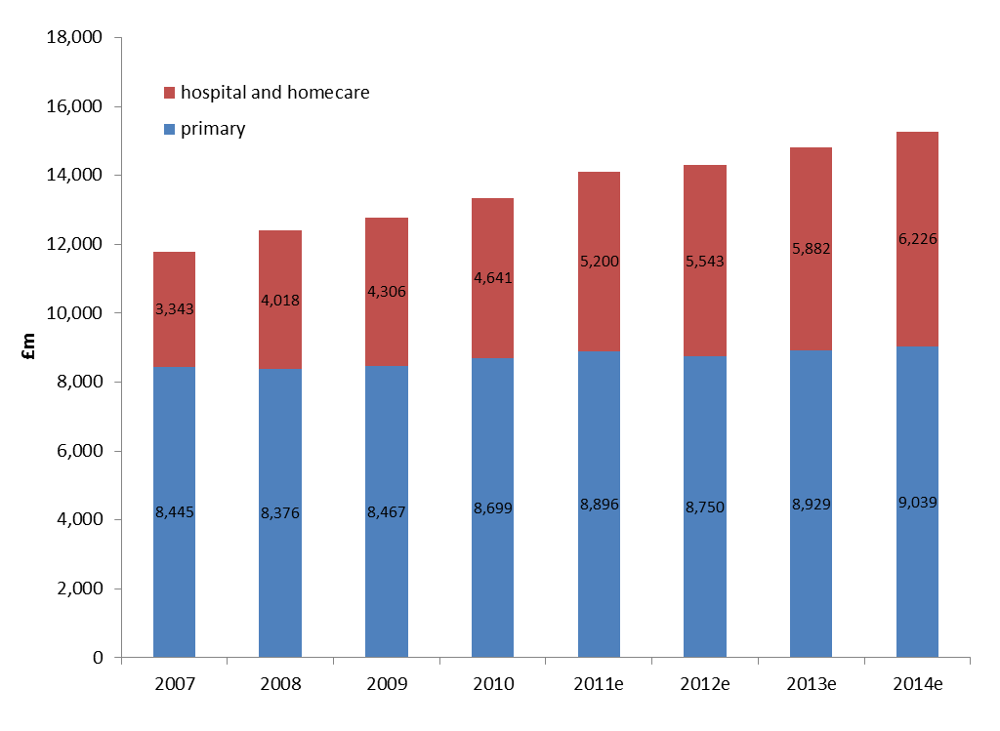 18,000
16,000
14,000
12,000
10,000
8,000
6,000
4,000
2,000
0
£m
hospital and homecare
primary
3,343 4,018 4,306 4,641 5,200 5,543 5,882 6,226
8,445 8,376 8,467 8,699 8,896 8,750 8,929 9,039
2007 2008 2009 2010 2011e 2012e 2013e 2014e